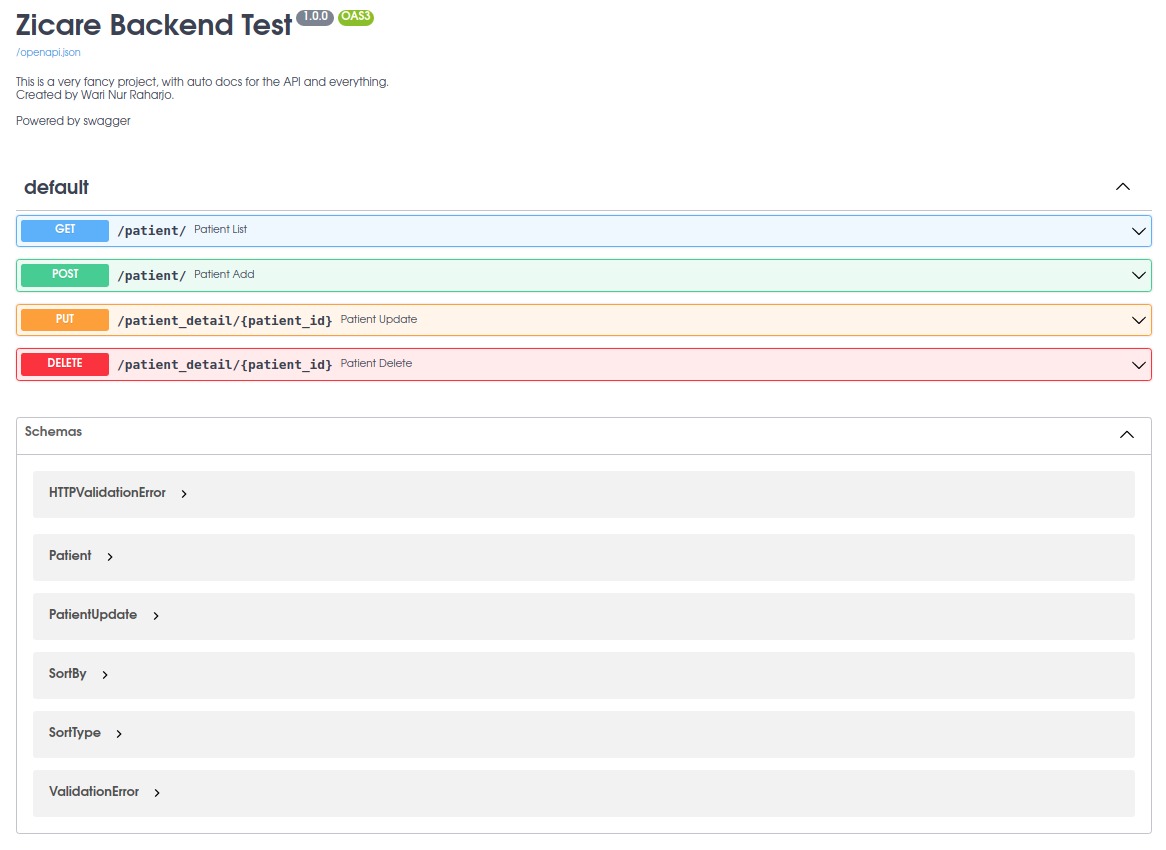 Zicare Backend Test 1.0.0 OAS3
/openapi.json
This is a very fancy project, with auto docs for the API and everything.
Created by Wari Nur Raharjo.
Powered by swagger
default
GET /patient/ Patient List
POST /patient/ Patient Add
PUT /patient_detail/{patient_id} Patient Update
DELETE /patient_detail/{patient_id} Patient Delete
Schemas
HTTPValidationError
Patient
PatientUpdate
SortBy
SortType
ValidationError